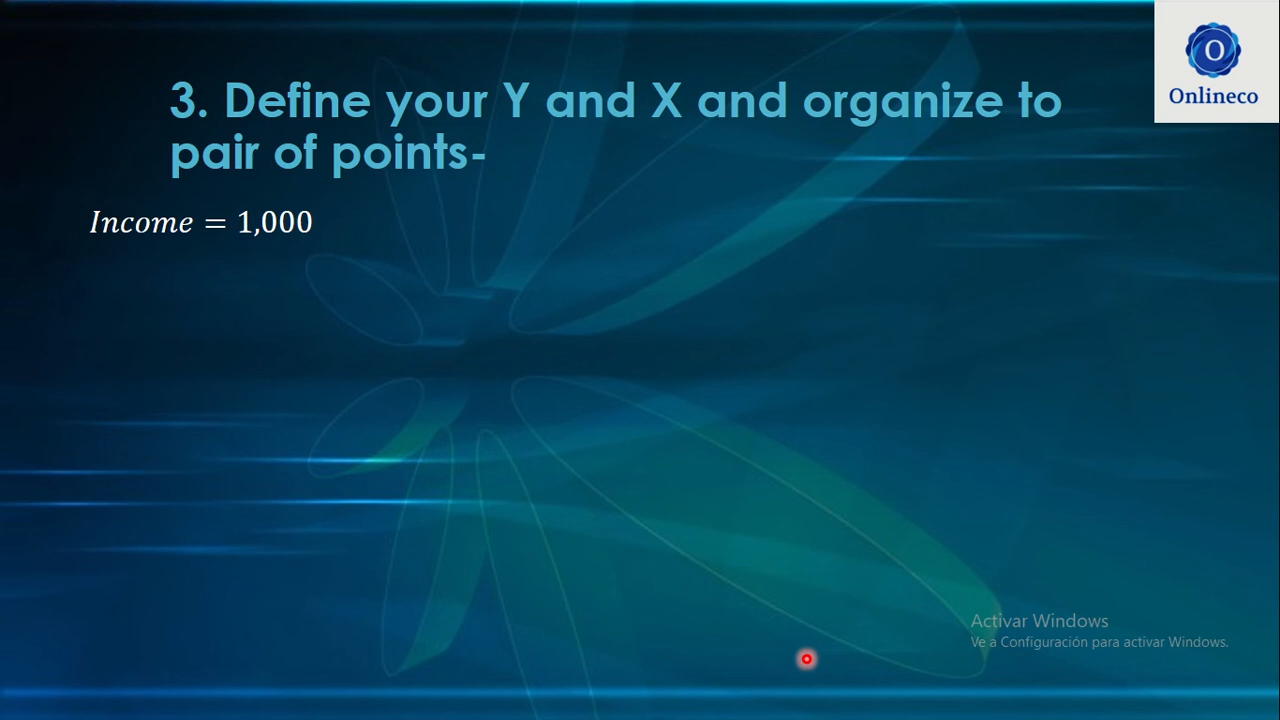 3. Define your Y and X and organize to
pair of points-
Income = 1,000
O
Onlineco
Activar Windows
Ve a Configuración para activar Windows.